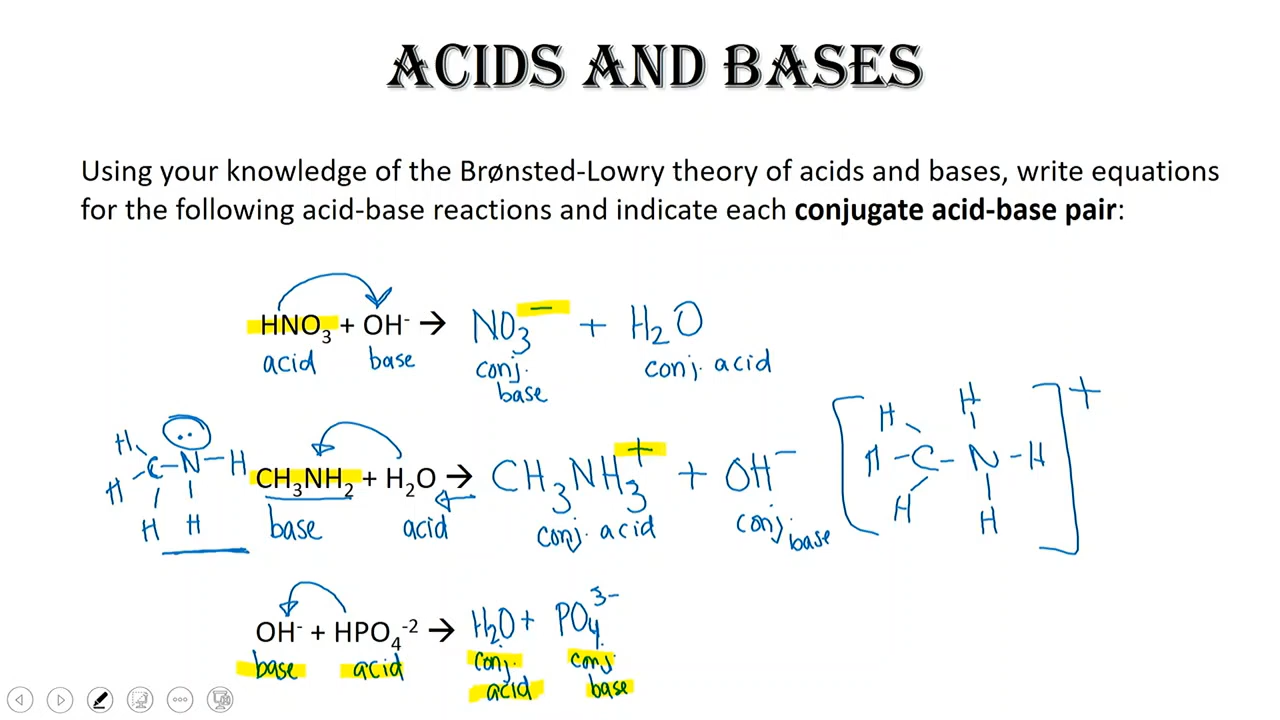 ACIDS AND BASES
Using your knowledge of the Brønsted-Lowry theory of acids and bases, write equations
for the following acid-base reactions and indicate each conjugate acid-base pair:
HNO₃ + OH⁻ → NO₃⁻ + H₂O
acid base conj. base conj. acid
H H C – N – H H H H
CH₃NH₂ + H₂O → CH₃NH₃⁺ + OH⁻
base acid conj. acid conj. base
[ H H H – C – N – H H H ]⁺
OH⁻ + HPO₄⁻² → H₂O + PO₄³⁻
base acid conj. acid conj. base